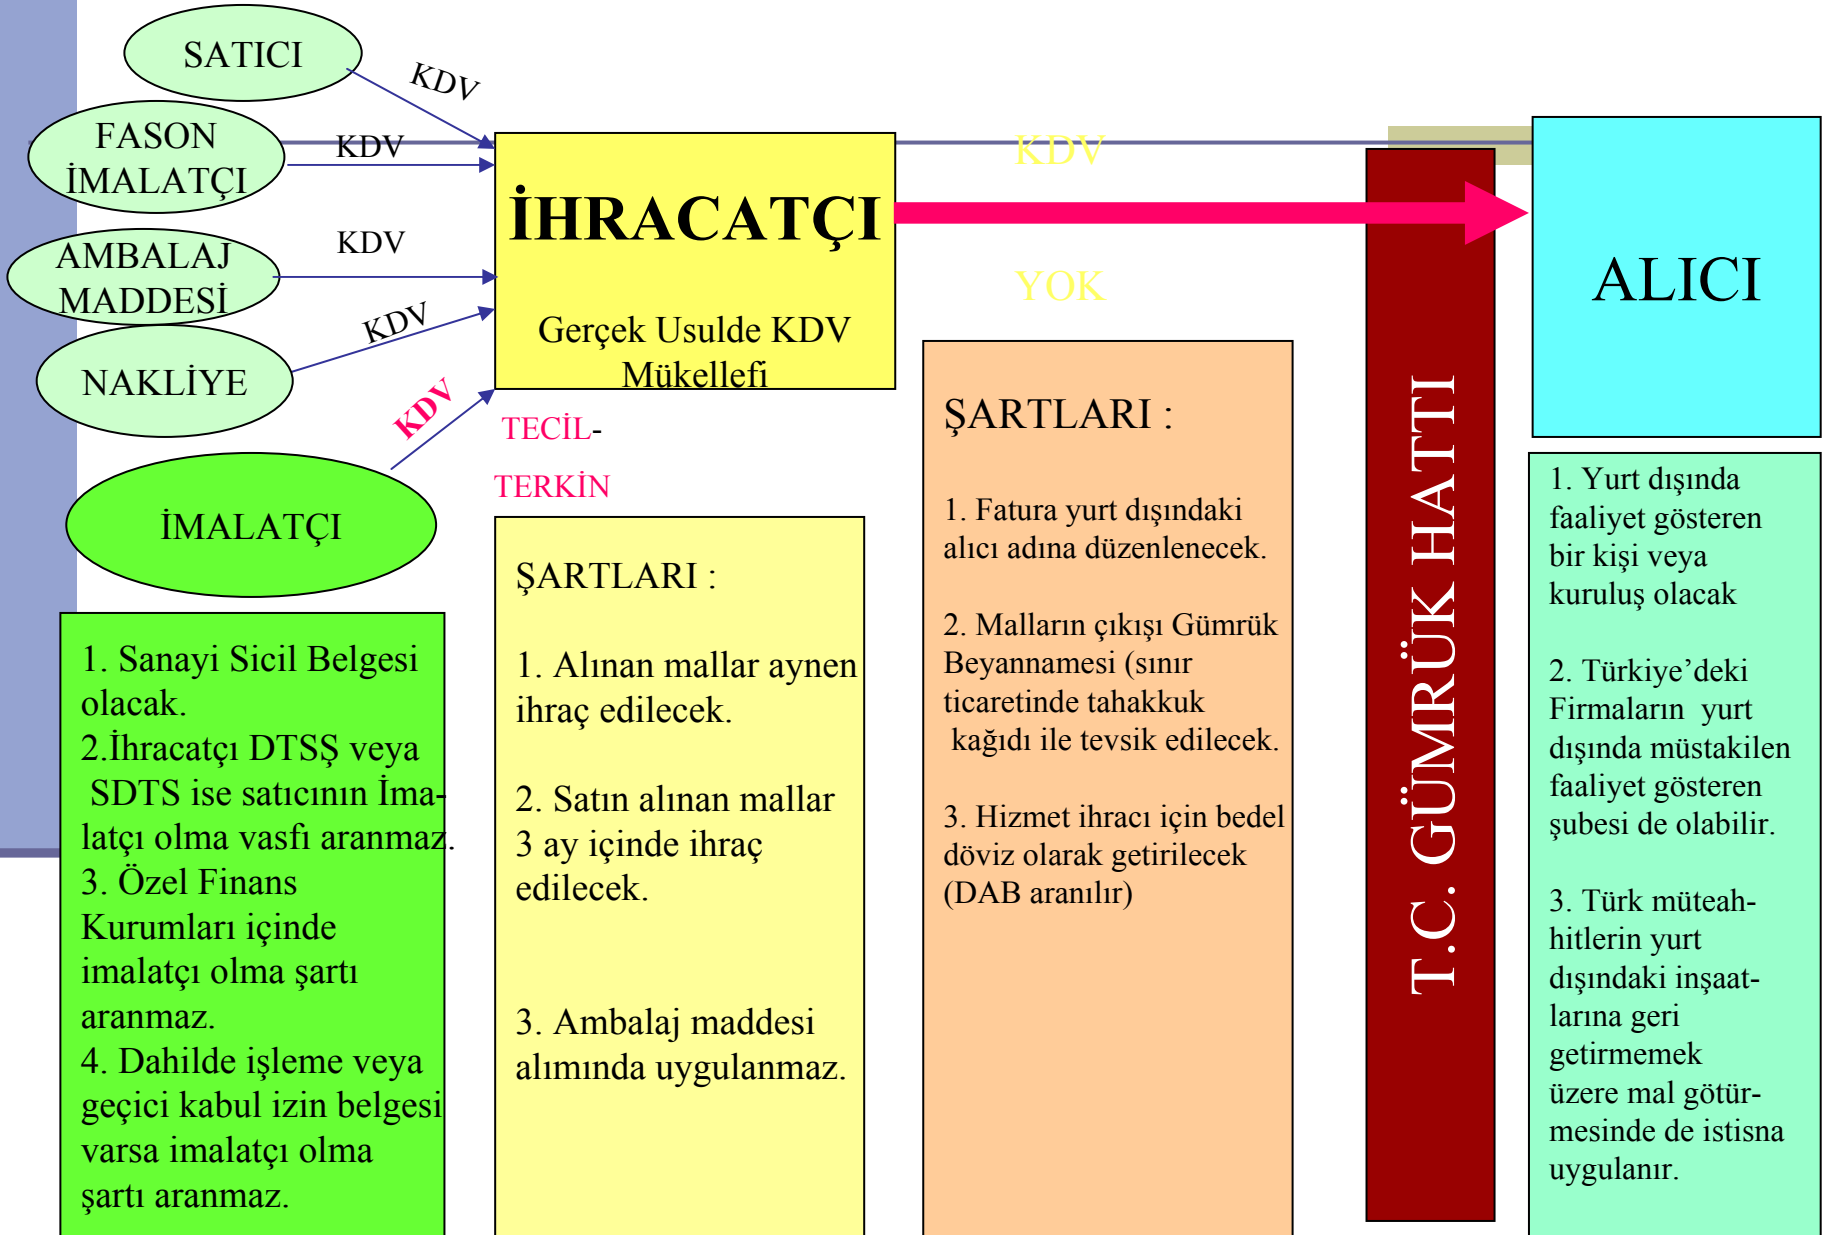 SATICI
KDV
FASON
İMALATÇI
KDV
AMBALAJ
MADDESİ
KDV
NAKLİYE
KDV
İMALATÇI
KDV
İHRACATÇI
Gerçek Usulde KDV
Mükellefi
TECİL-
TERKİN
KDV
YOK
T.C. GÜMRÜK HATTI
ALICI
1. Sanayi Sicil Belgesi
olacak.
2.İhracatçı DTSŞ veya
SDTS ise satıcının İma-
latçı olma vasfı aranmaz.
3. Özel Finans
Kurumları içinde
imalatçı olma şartı
aranmaz.
4. Dahilde işleme veya
geçici kabul izin belgesi
varsa imalatçı olma
şartı aranmaz.
ŞARTLARI :
1. Alınan mallar aynen
ihraç edilecek.
2. Satın alınan mallar
3 ay içinde ihraç
edilecek.
3. Ambalaj maddesi
alımında uygulanmaz.
ŞARTLARI :
1. Fatura yurt dışındaki
alıcı adına düzenlenecek.
2. Malların çıkışı Gümrük
Beyannamesi (sınır
ticaretinde tahakkuk
kağıdı ile tevsik edilecek.
3. Hizmet ihracı için bedel
döviz olarak getirilecek
(DAB aranılır)
1. Yurt dışında
faaliyet gösteren
bir kişi veya
kuruluş olacak
2. Türkiye’deki
Firmaların yurt
dışında müstakilen
faaliyet gösteren
şubesi de olabilir.
3. Türk müteah-
hitlerin yurt
dışındaki inşaat-
larına geri
getirmemek
üzere mal götür-
mesinde de istisna
uygulanır.